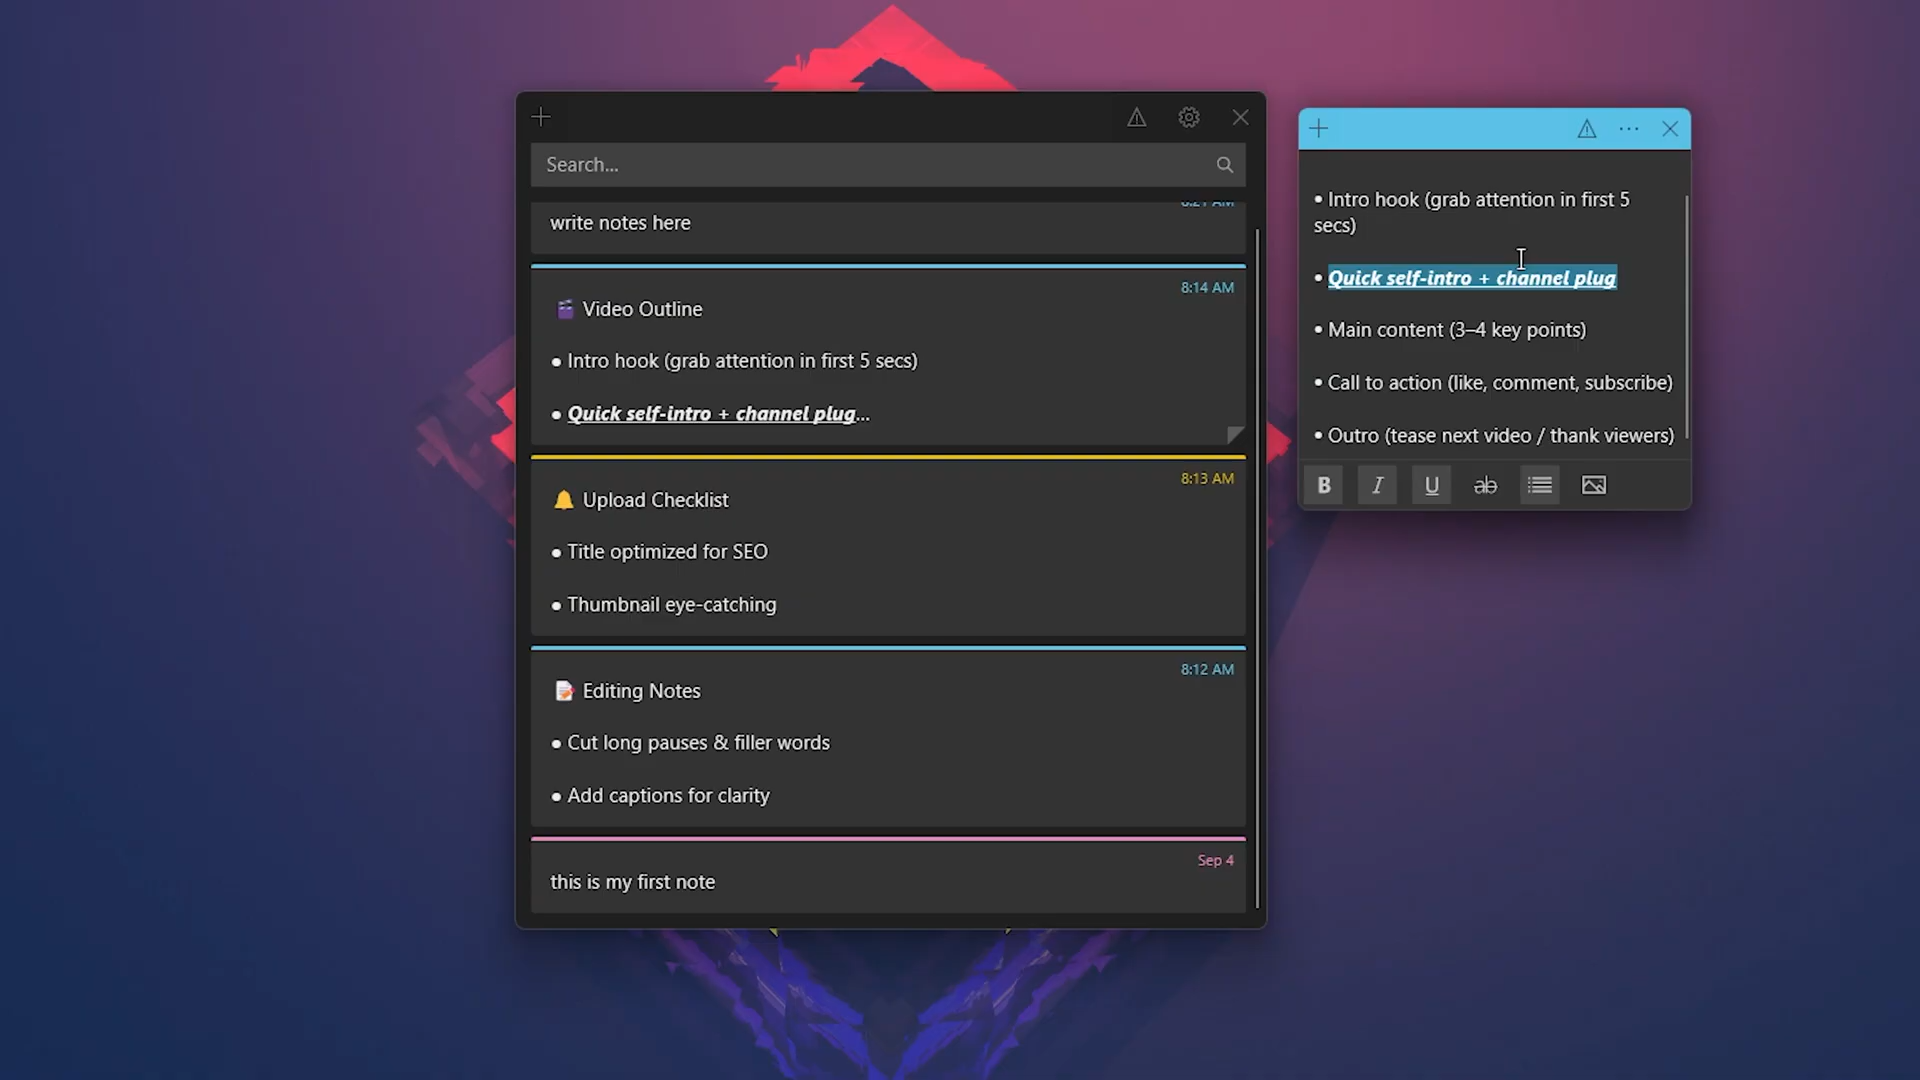 Search...
8:21 AM
write notes here
8:14 AM
Video Outline
• Intro hook (grab attention in first 5 secs)
• Quick self-intro + channel plug...
8:13 AM
Upload Checklist
• Title optimized for SEO
• Thumbnail eye-catching
8:12 AM
Editing Notes
• Cut long pauses & filler words
• Add captions for clarity
Sep 4
this is my first note
• Intro hook (grab attention in first 5
secs)
• Quick self-intro + channel plug
• Main content (3–4 key points)
• Call to action (like, comment, subscribe)
• Outro (tease next video / thank viewers)
B I U ab